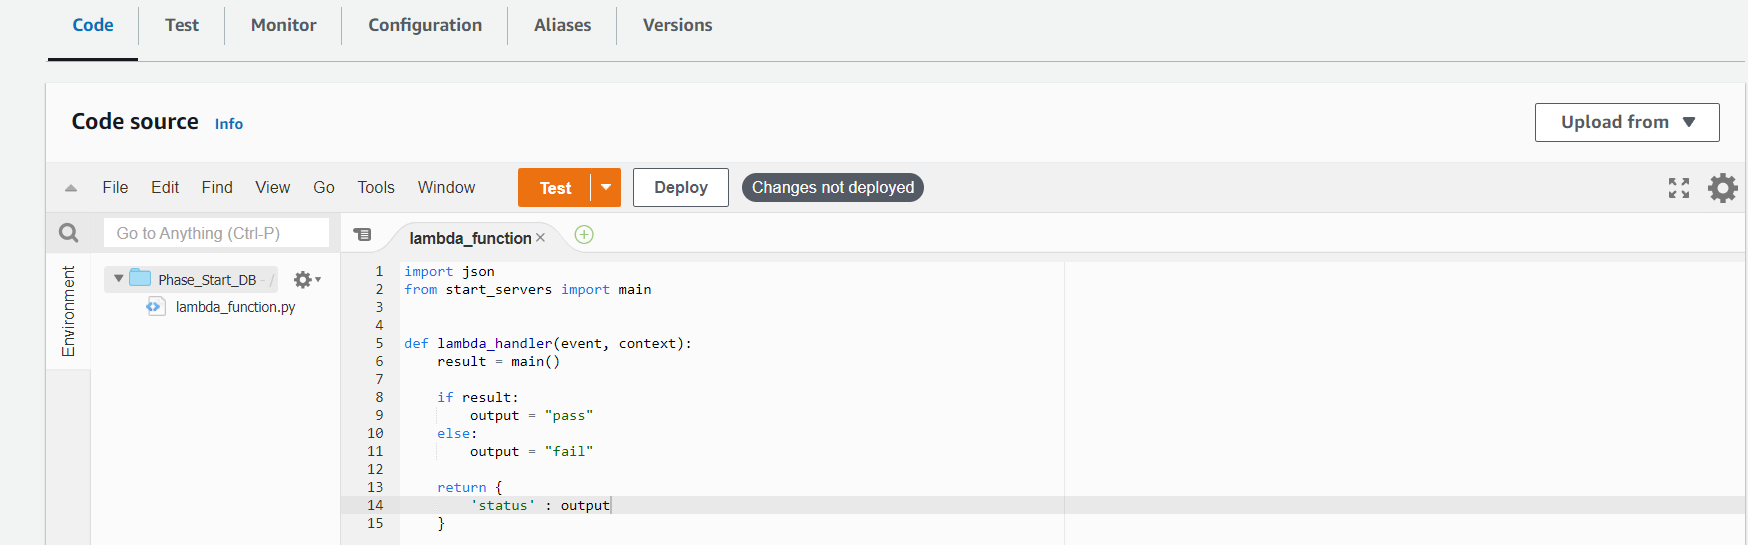 Code Test Monitor Configuration Aliases Versions
Code source Info
Upload from
File Edit Find View Go Tools Window Test Deploy Changes not deployed
Go to Anything (Ctrl-P)
lambda_function
Environment
Phase_Start_DB - /
lambda_function.py
1 import json
2 from start_servers import main
3
4
5 def lambda_handler(event, context):
6 result = main()
7
8 if result:
9 output = "pass"
10 else:
11 output = "fail"
12
13 return {
14 'status' : output
15 }